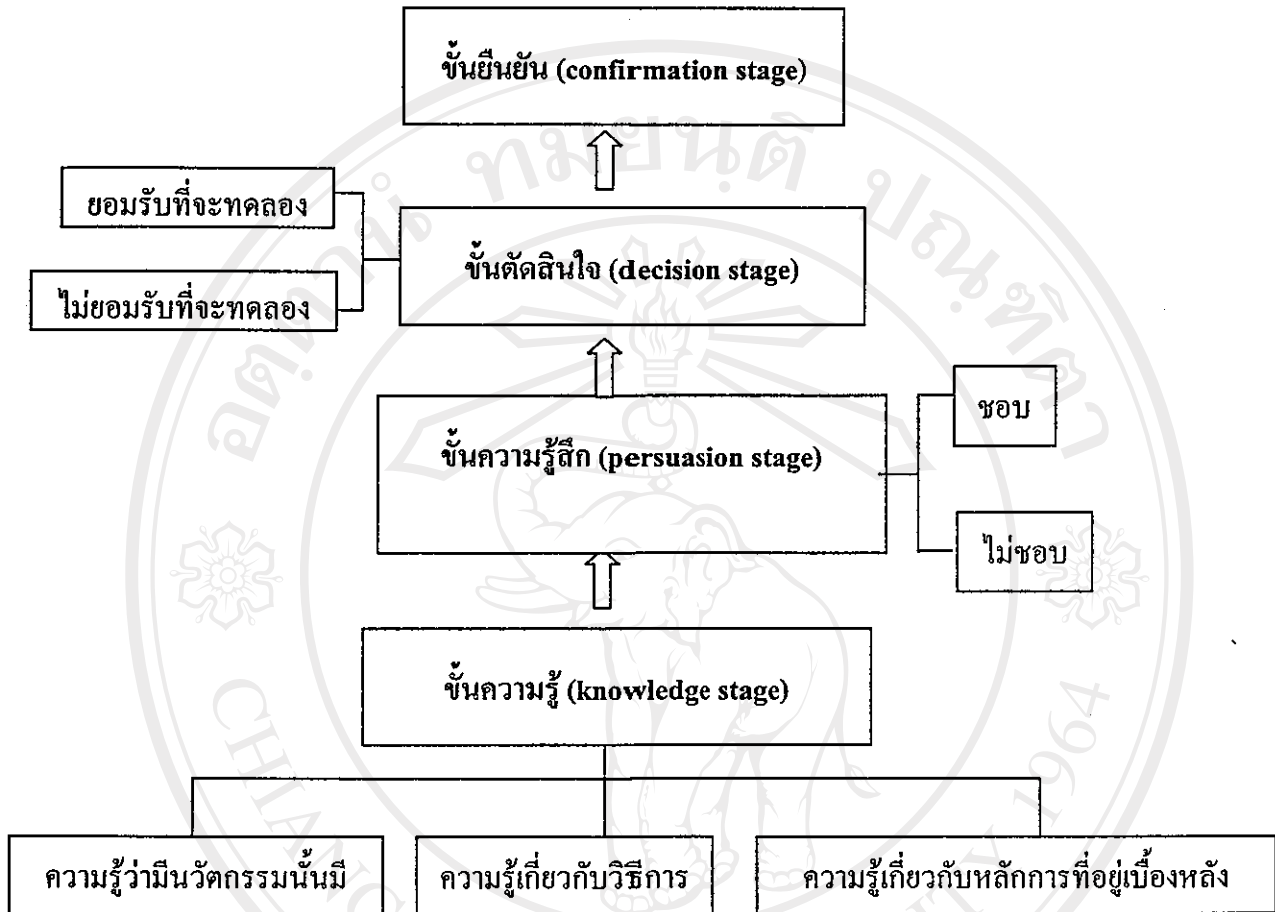 ขั้นยืนยัน (confirmation stage)
ยอมรับที่จะทดลอง
ขั้นตัดสินใจ (decision stage)
ไม่ยอมรับที่จะทดลอง
ชอบ
ขั้นความรู้สึก (persuasion stage)
ไม่ชอบ
ขั้นความรู้ (knowledge stage)
ความรู้ว่ามีนวัตกรรมนั้นมี
ความรู้เกี่ยวกับวิธีการ
ความรู้เกี่ยวกับหลักการที่อยู่เบื้องหลัง
1964